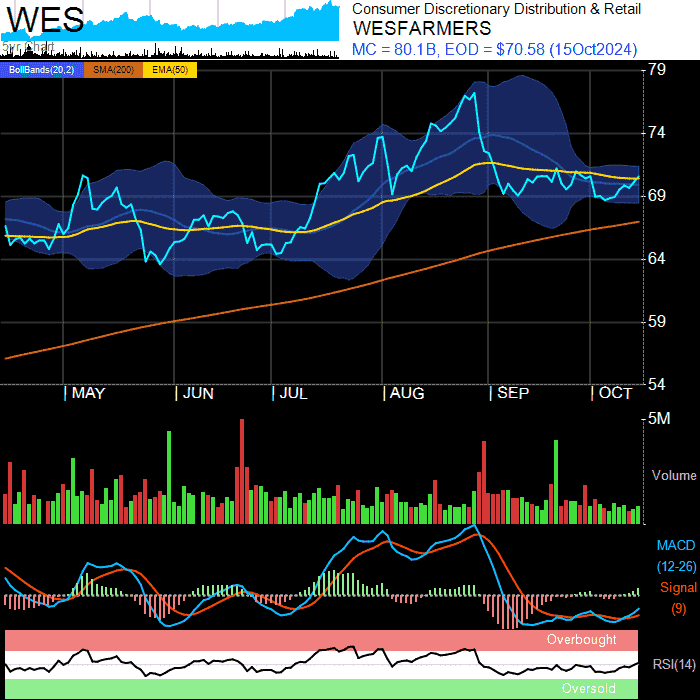 WES
5yr Chart
Consumer Discretionary Distribution & Retail
WESFARMERS
MC = 80.1B, EOD = $70.58 (15Oct2024)
BollBands(20,2) SMA(200) EMA(50)
79
74
69
64
59
54
MAY JUN JUL AUG SEP OCT
5M
Volume
MACD
(12-26)
Signal
(9)
Overbought
RSI(14)
Oversold